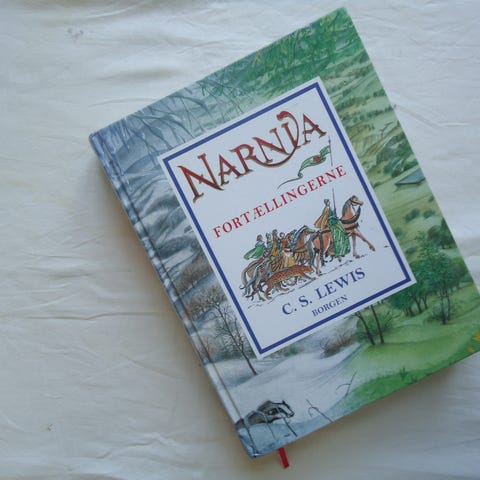 NARNIA
FORTÆLLINGERNE
C. S. LEWIS
BORGEN